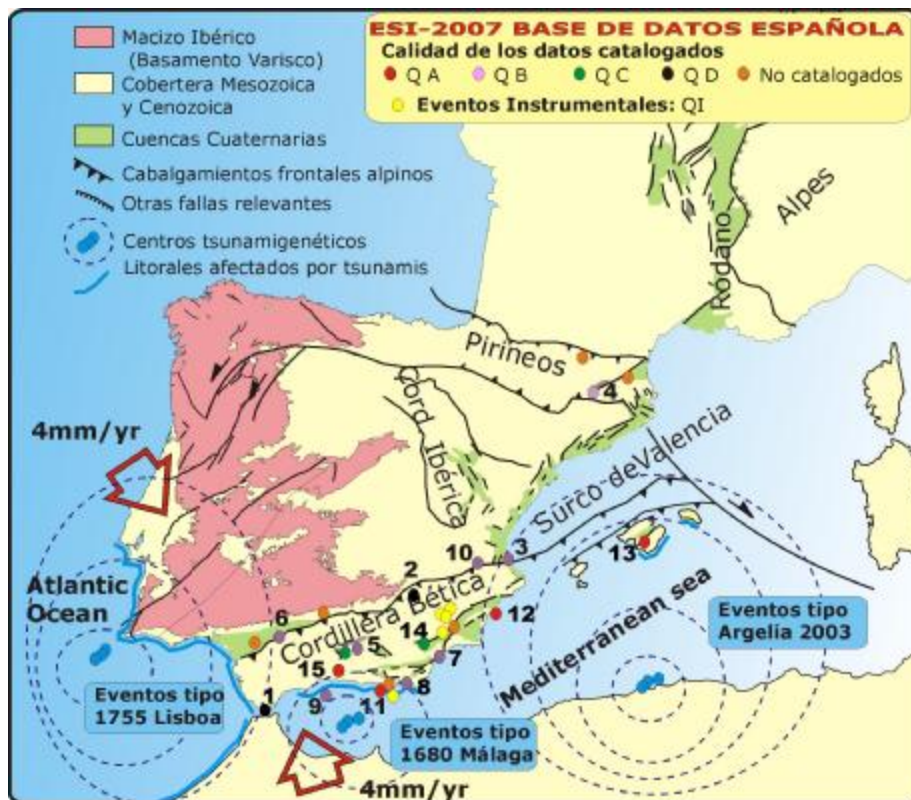 ESI-2007 BASE DE DATOS ESPAÑOLA
Calidad de los datos catalogados
Q A Q B Q C Q D No catalogados
Eventos Instrumentales: QI
Macizo Ibérico
(Basamento Varisco)
Cobertera Mesozoica
y Cenozoica
Cuencas Cuaternarias
Cabalgamientos frontales alpinos
Otras fallas relevantes
Centros tsunamigenéticos
Litorales afectados por tsunamis
Alpes
Ródano
Pirineos
4
Cord. Ibérica
4mm/yr
Surco de Valencia
13
10
3
2
Atlantic
Ocean
Cordillera Bética
12
6
14
5
7
15
Mediterranean sea
Eventos tipo
Argelia 2003
Eventos tipo
1755 Lisboa
1
9
11
8
Eventos tipo
1680 Málaga
4mm/yr